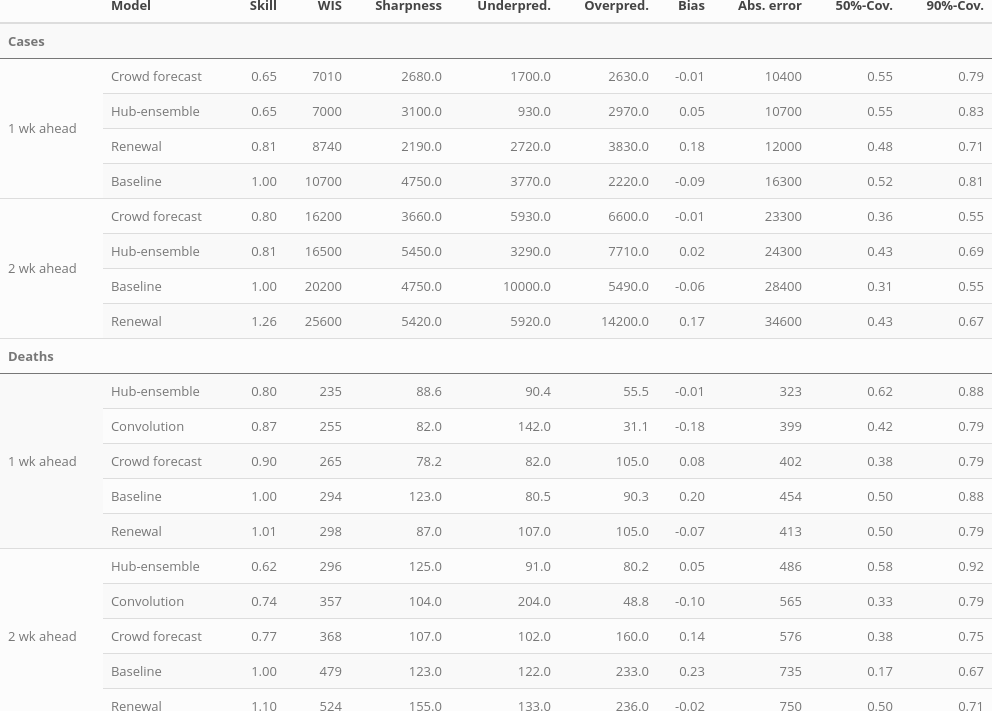 Model Skill WIS Sharpness Underpred. Overpred. Bias Abs. error 50%-Cov. 90%-Cov.
Cases
1 wk ahead
Crowd forecast 0.65 7010 2680.0 1700.0 2630.0 -0.01 10400 0.55 0.79
Hub-ensemble 0.65 7000 3100.0 930.0 2970.0 0.05 10700 0.55 0.83
Renewal 0.81 8740 2190.0 2720.0 3830.0 0.18 12000 0.48 0.71
Baseline 1.00 10700 4750.0 3770.0 2220.0 -0.09 16300 0.52 0.81
2 wk ahead
Crowd forecast 0.80 16200 3660.0 5930.0 6600.0 -0.01 23300 0.36 0.55
Hub-ensemble 0.81 16500 5450.0 3290.0 7710.0 0.02 24300 0.43 0.69
Baseline 1.00 20200 4750.0 10000.0 5490.0 -0.06 28400 0.31 0.55
Renewal 1.26 25600 5420.0 5920.0 14200.0 0.17 34600 0.43 0.67
Deaths
1 wk ahead
Hub-ensemble 0.80 235 88.6 90.4 55.5 -0.01 323 0.62 0.88
Convolution 0.87 255 82.0 142.0 31.1 -0.18 399 0.42 0.79
Crowd forecast 0.90 265 78.2 82.0 105.0 0.08 402 0.38 0.79
Baseline 1.00 294 123.0 80.5 90.3 0.20 454 0.50 0.88
Renewal 1.01 298 87.0 107.0 105.0 -0.07 413 0.50 0.79
2 wk ahead
Hub-ensemble 0.62 296 125.0 91.0 80.2 0.05 486 0.58 0.92
Convolution 0.74 357 104.0 204.0 48.8 -0.10 565 0.33 0.79
Crowd forecast 0.77 368 107.0 102.0 160.0 0.14 576 0.38 0.75
Baseline 1.00 479 123.0 122.0 233.0 0.23 735 0.17 0.67
Renewal 1.10 524 155.0 133.0 236.0 -0.02 750 0.50 0.71